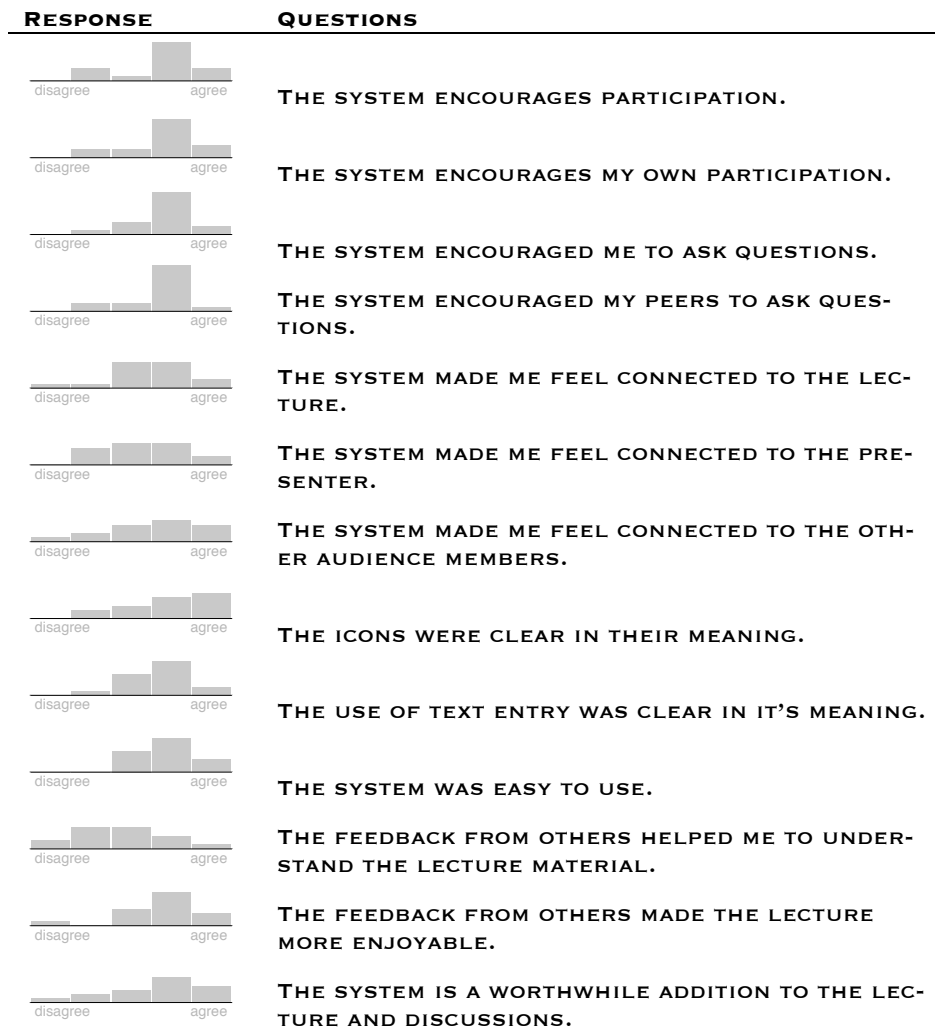 RESPONSE QUESTIONS
disagree agree
THE SYSTEM ENCOURAGES PARTICIPATION.
disagree agree
THE SYSTEM ENCOURAGES MY OWN PARTICIPATION.
disagree agree
THE SYSTEM ENCOURAGED ME TO ASK QUESTIONS.
disagree agree
THE SYSTEM ENCOURAGED MY PEERS TO ASK QUES-
TIONS.
disagree agree
THE SYSTEM MADE ME FEEL CONNECTED TO THE LEC-
TURE.
disagree agree
THE SYSTEM MADE ME FEEL CONNECTED TO THE PRE-
SENTER.
disagree agree
THE SYSTEM MADE ME FEEL CONNECTED TO THE OTH-
ER AUDIENCE MEMBERS.
disagree agree
THE ICONS WERE CLEAR IN THEIR MEANING.
disagree agree
THE USE OF TEXT ENTRY WAS CLEAR IN IT'S MEANING.
disagree agree
THE SYSTEM WAS EASY TO USE.
disagree agree
THE FEEDBACK FROM OTHERS HELPED ME TO UNDER-
STAND THE LECTURE MATERIAL.
disagree agree
THE FEEDBACK FROM OTHERS MADE THE LECTURE
MORE ENJOYABLE.
disagree agree
THE SYSTEM IS A WORTHWHILE ADDITION TO THE LEC-
TURE AND DISCUSSIONS.